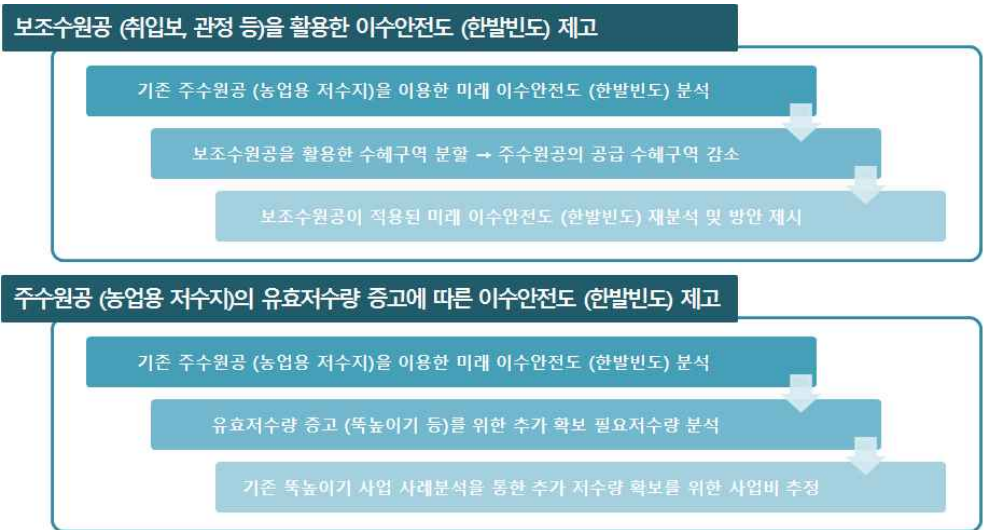 보조수원공 (취입보, 관정 등)을 활용한 이수안전도 (한발빈도) 제고
기존 주수원공 (농업용 저수지)을 이용한 미래 이수안전도 (한발빈도) 분석
보조수원공을 활용한 수혜구역 분할 → 주수원공의 공급 수혜구역 감소
보조수원공이 적용된 미래 이수안전도 (한발빈도) 재분석 및 방안 제시
주수원공 (농업용 저수지)의 유효저수량 증고에 따른 이수안전도 (한발빈도) 제고
기존 주수원공 (농업용 저수지)을 이용한 미래 이수안전도 (한발빈도) 분석
유효저수량 증고 (뚝높이기 등)를 위한 추가 확보 필요저수량 분석
기존 뚝높이기 사업 사례분석을 통한 추가 저수량 확보를 위한 사업비 추정